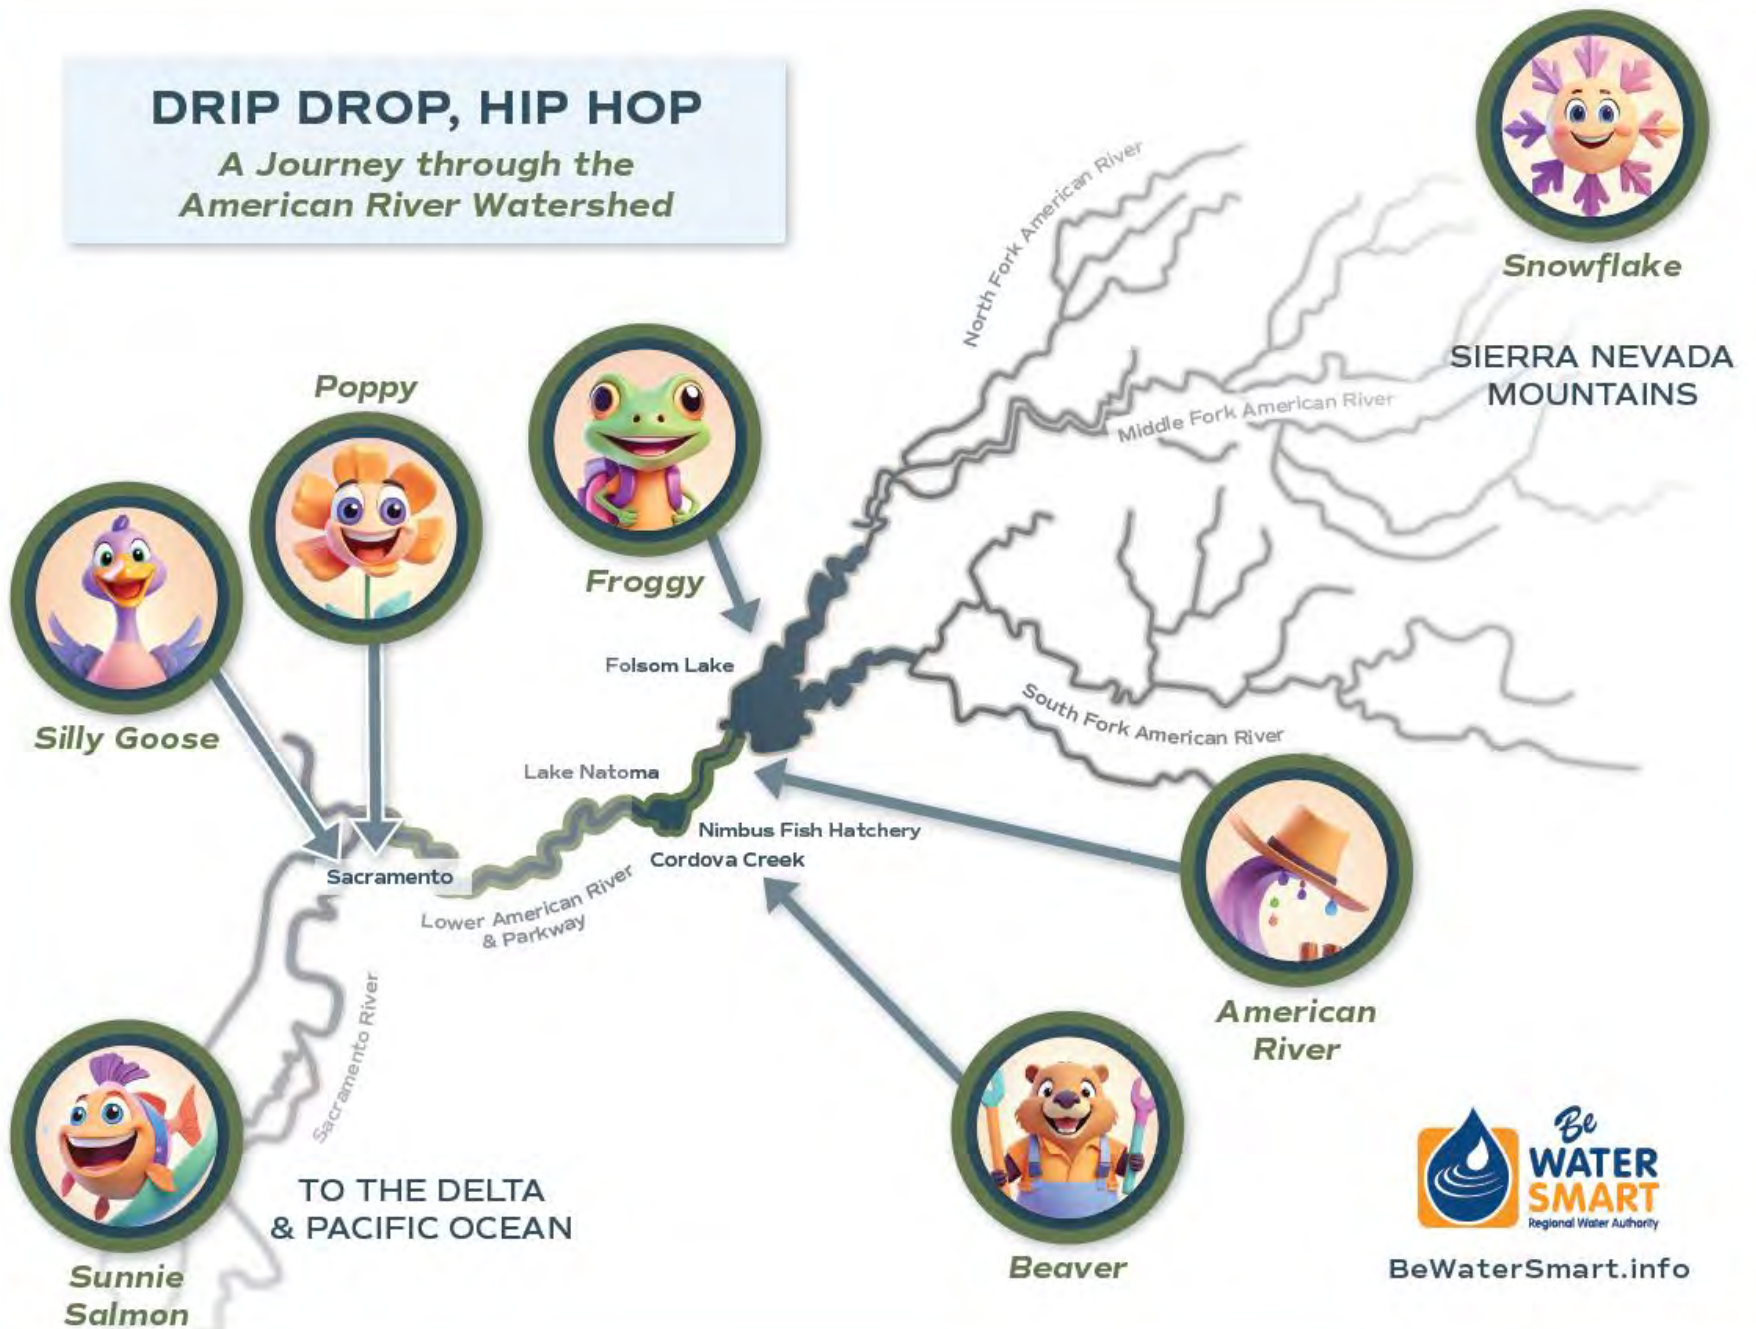 DRIP DROP, HIP HOP
A Journey through the
American River Watershed
North Fork American River
Snowflake
SIERRA NEVADA
MOUNTAINS
Middle Fork American River
Poppy
Froggy
Silly Goose
Folsom Lake
South Fork American River
Lake Natoma
Nimbus Fish Hatchery
Cordova Creek
Sacramento
Lower American River
& Parkway
Sacramento River
American
River
TO THE DELTA
& PACIFIC OCEAN
Sunnie
Salmon
Beaver
Be
WATER
SMART
Regional Water Authority
BeWaterSmart.info